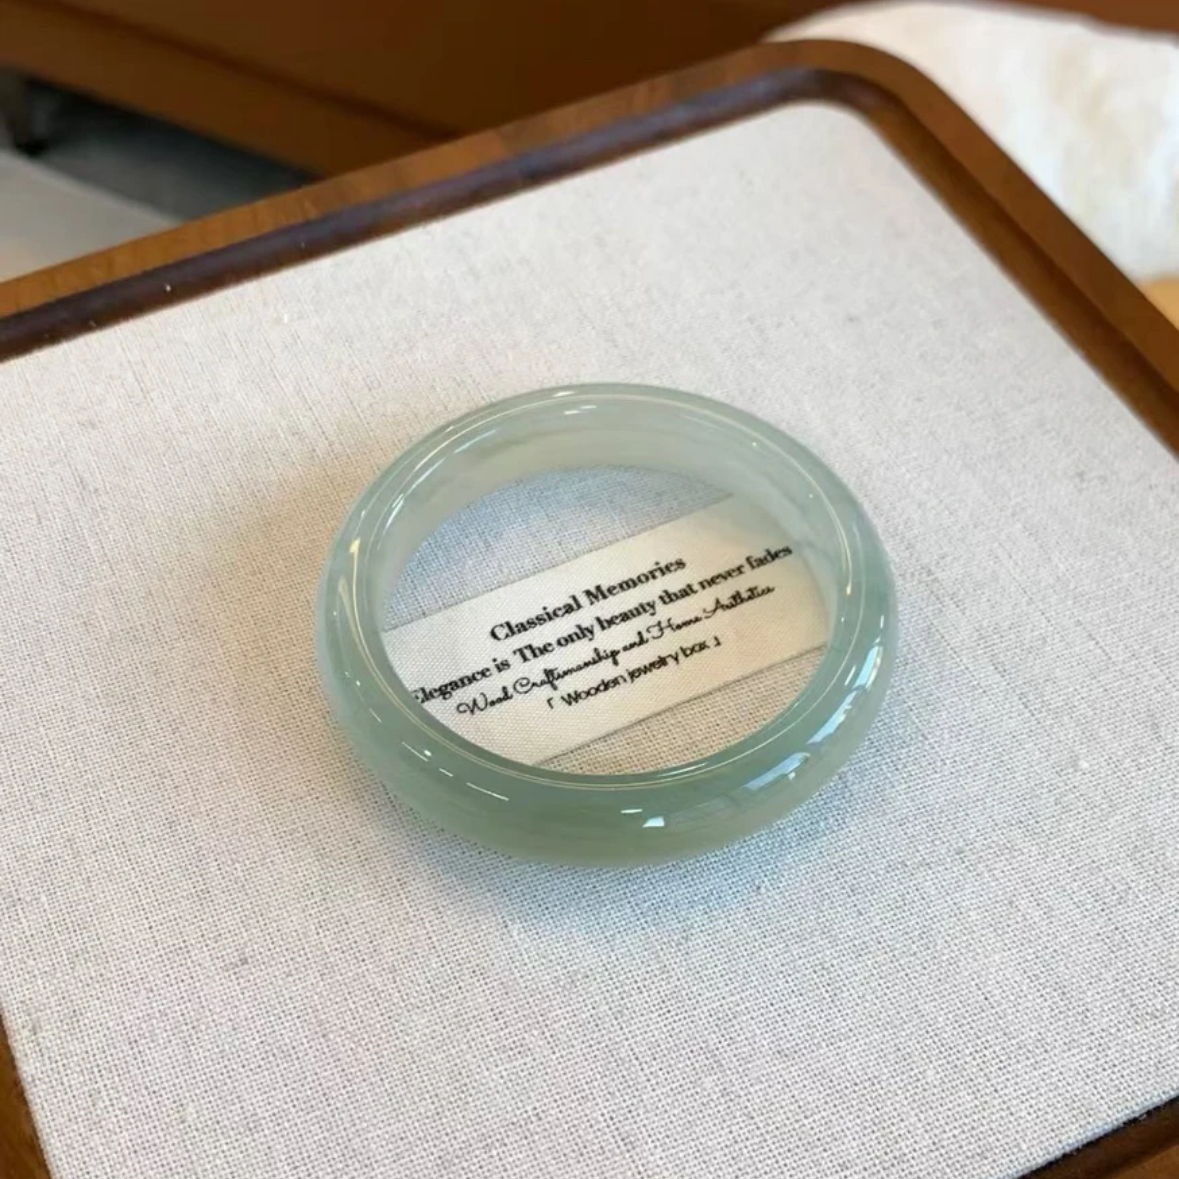 Classical Memories
Elegance is The only beauty that never fades
Wood Craftsmanship and Home Aesthetics
「 Wooden jewelry box 」